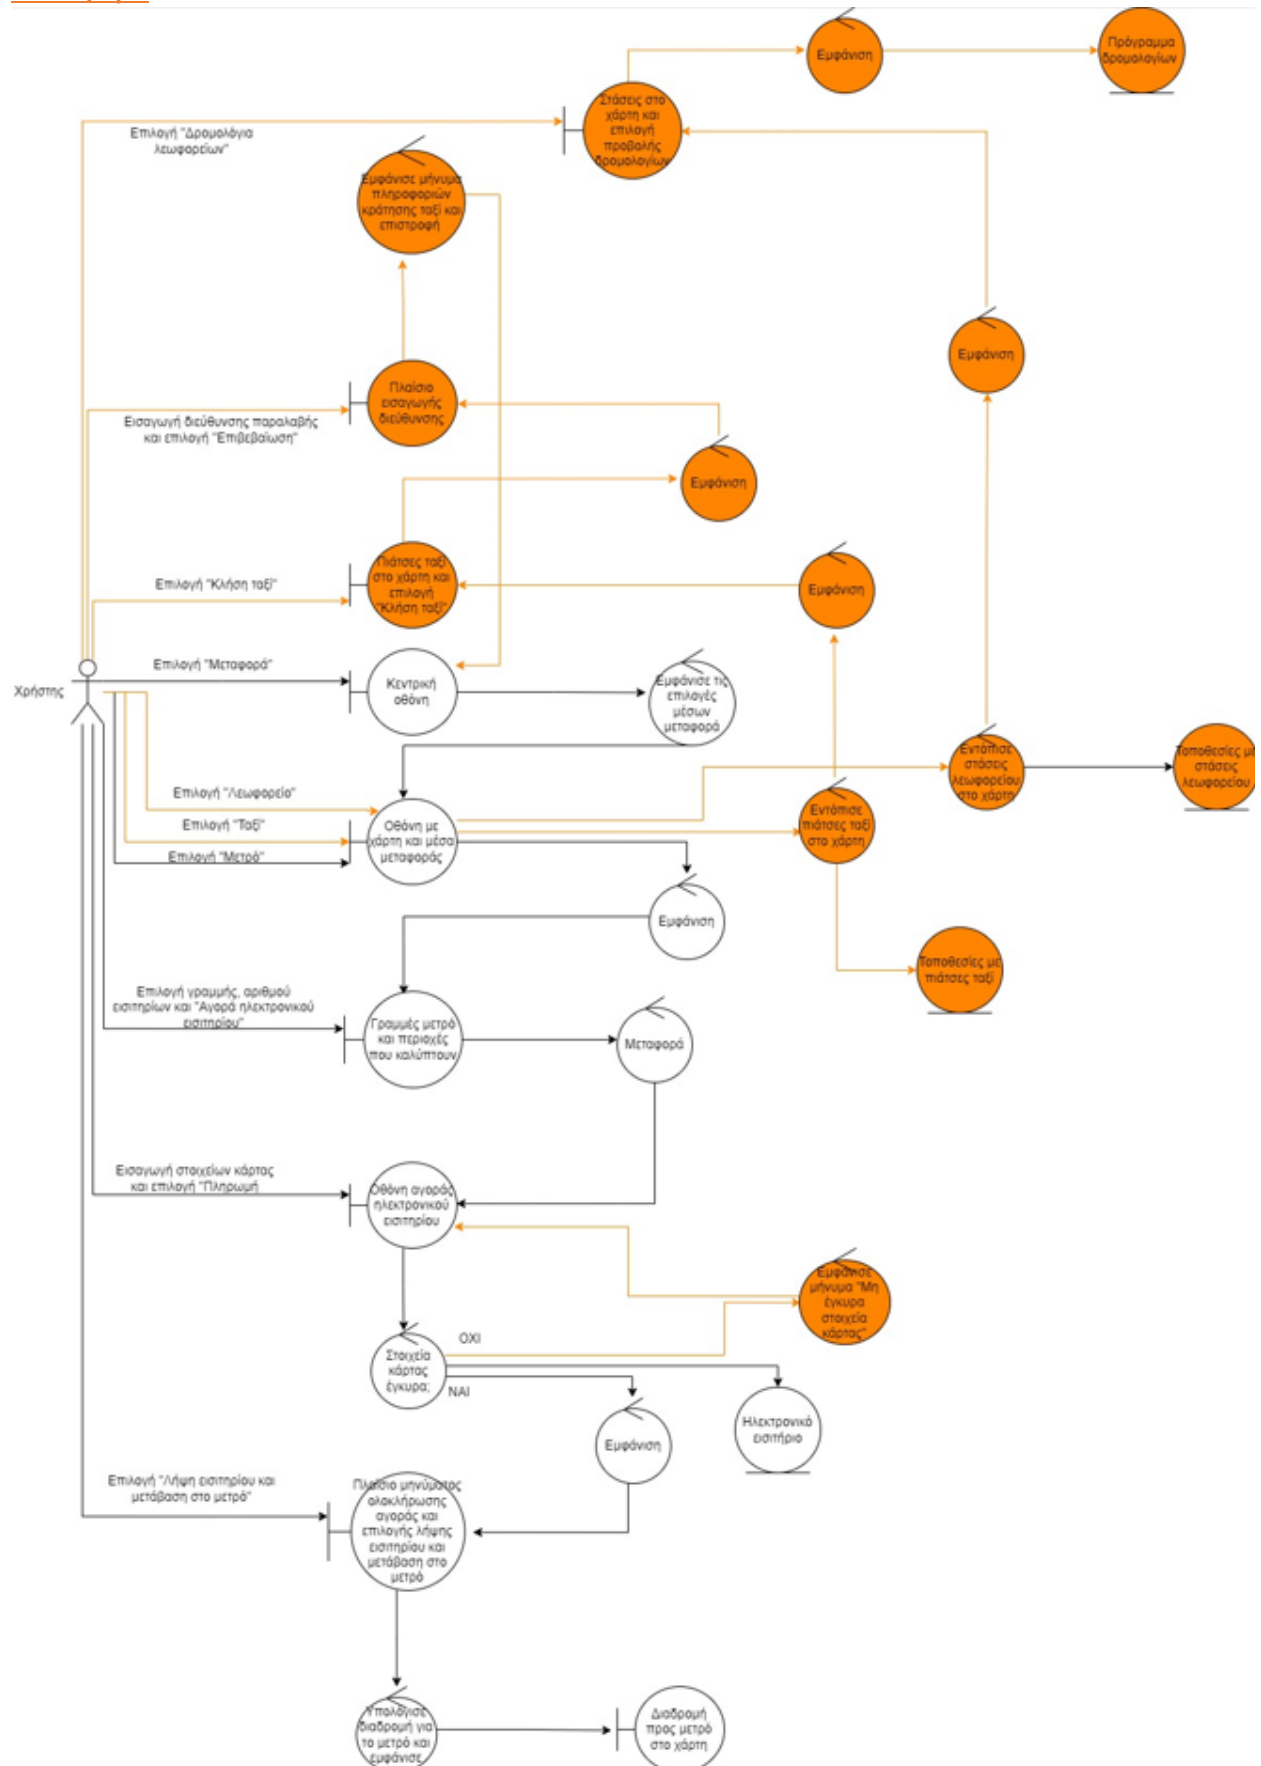 Εμφάνιση
Πρόγραμμα
δρομολογίων
Στάσεις στο
χάρτη και
επιλογή
προβολής
δρομολογίων
Επιλογή "Δρομολόγια
λεωφορείων"
Εμφάνισε μήνυμα
πληροφοριών
κράτησης ταξί και
επιστροφή
Εμφάνιση
Πλαίσιο
εισαγωγής
διεύθυνσης
Εισαγωγή διεύθυνσης παραλαβής
και επιλογή "Επιβεβαίωση"
Εμφάνιση
Πιάτσες ταξί
στο χάρτη και
επιλογή
"Κλήση ταξί"
Επιλογή "Κλήση ταξί"
Εμφάνιση
Επιλογή "Μεταφορά"
Χρήστης
Κεντρική
οθόνη
Εμφάνισε τις
επιλογές
μέσων
μεταφορά
Εντόπισε
στάσεις
λεωφορείου
στο χάρτη
Τοποθεσίες με
στάσεις
λεωφορείου
Επιλογή "Λεωφορείο"
Επιλογή "Ταξί"
Επιλογή "Μετρό"
Οθόνη με
χάρτη και μέσα
μεταφοράς
Εντόπισε
πιάτσες ταξί
στο χάρτη
Εμφάνιση
Τοποθεσίες με
πιάτσες ταξί
Επιλογή γραμμής, αριθμού
εισιτηρίων και "Αγορά ηλεκτρονικού
εισιτηρίου"
Γραμμές μετρό
και περιοχές
που καλύπτουν
Μεταφορά
Εισαγωγή στοιχείων κάρτας
και επιλογή "Πληρωμή
Οθόνη αγοράς
ηλεκτρονικού
εισιτηρίου
Εμφάνισε
μήνυμα "Μη
έγκυρα
στοιχεία
κάρτας"
ΟΧΙ
Στοιχεία
κάρτας
έγκυρα;
ΝΑΙ
Εμφάνιση
Ηλεκτρονικό
εισιτήριο
Επιλογή "Λήψη εισιτηρίου και
μετάβαση στο μετρό"
Πλαίσιο μηνύματος
ολοκλήρωσης
αγοράς και
επιλογής λήψης
εισιτηρίου και
μετάβαση στο
μετρό
Υπολόγισε
διαδρομή για
το μετρό και
εμφάνισε
Διαδρομή
προς μετρό
στο χάρτη